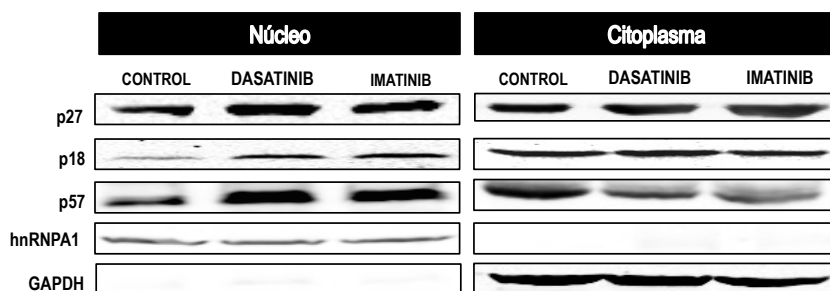 Núcleo Citoplasma
CONTROL DASATINIB IMATINIB CONTROL DASATINIB IMATINIB
p27
p18
p57
hnRNPA1
GAPDH